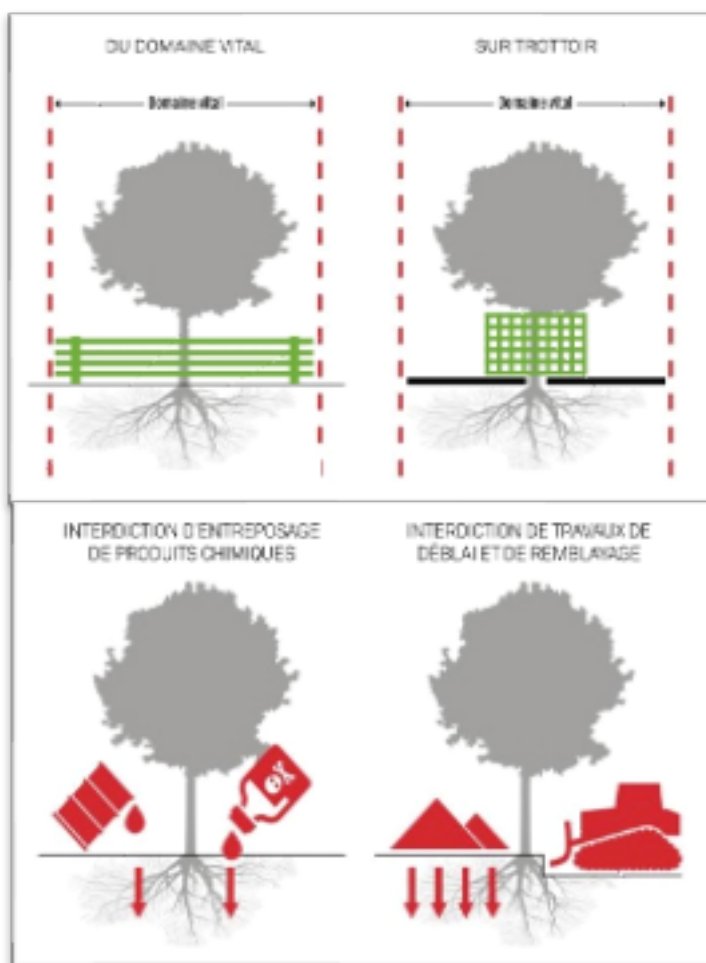 DU DOMAINE VITAL
SUR TROTTOIR
Domaine vital
Domaine vital
INTERDICTION D'ENTREPOSAGE
DE PRODUITS CHIMIQUES
INTERDICTION DE TRAVAUX DE
DÉBLAI ET DE REMBLAYAGE